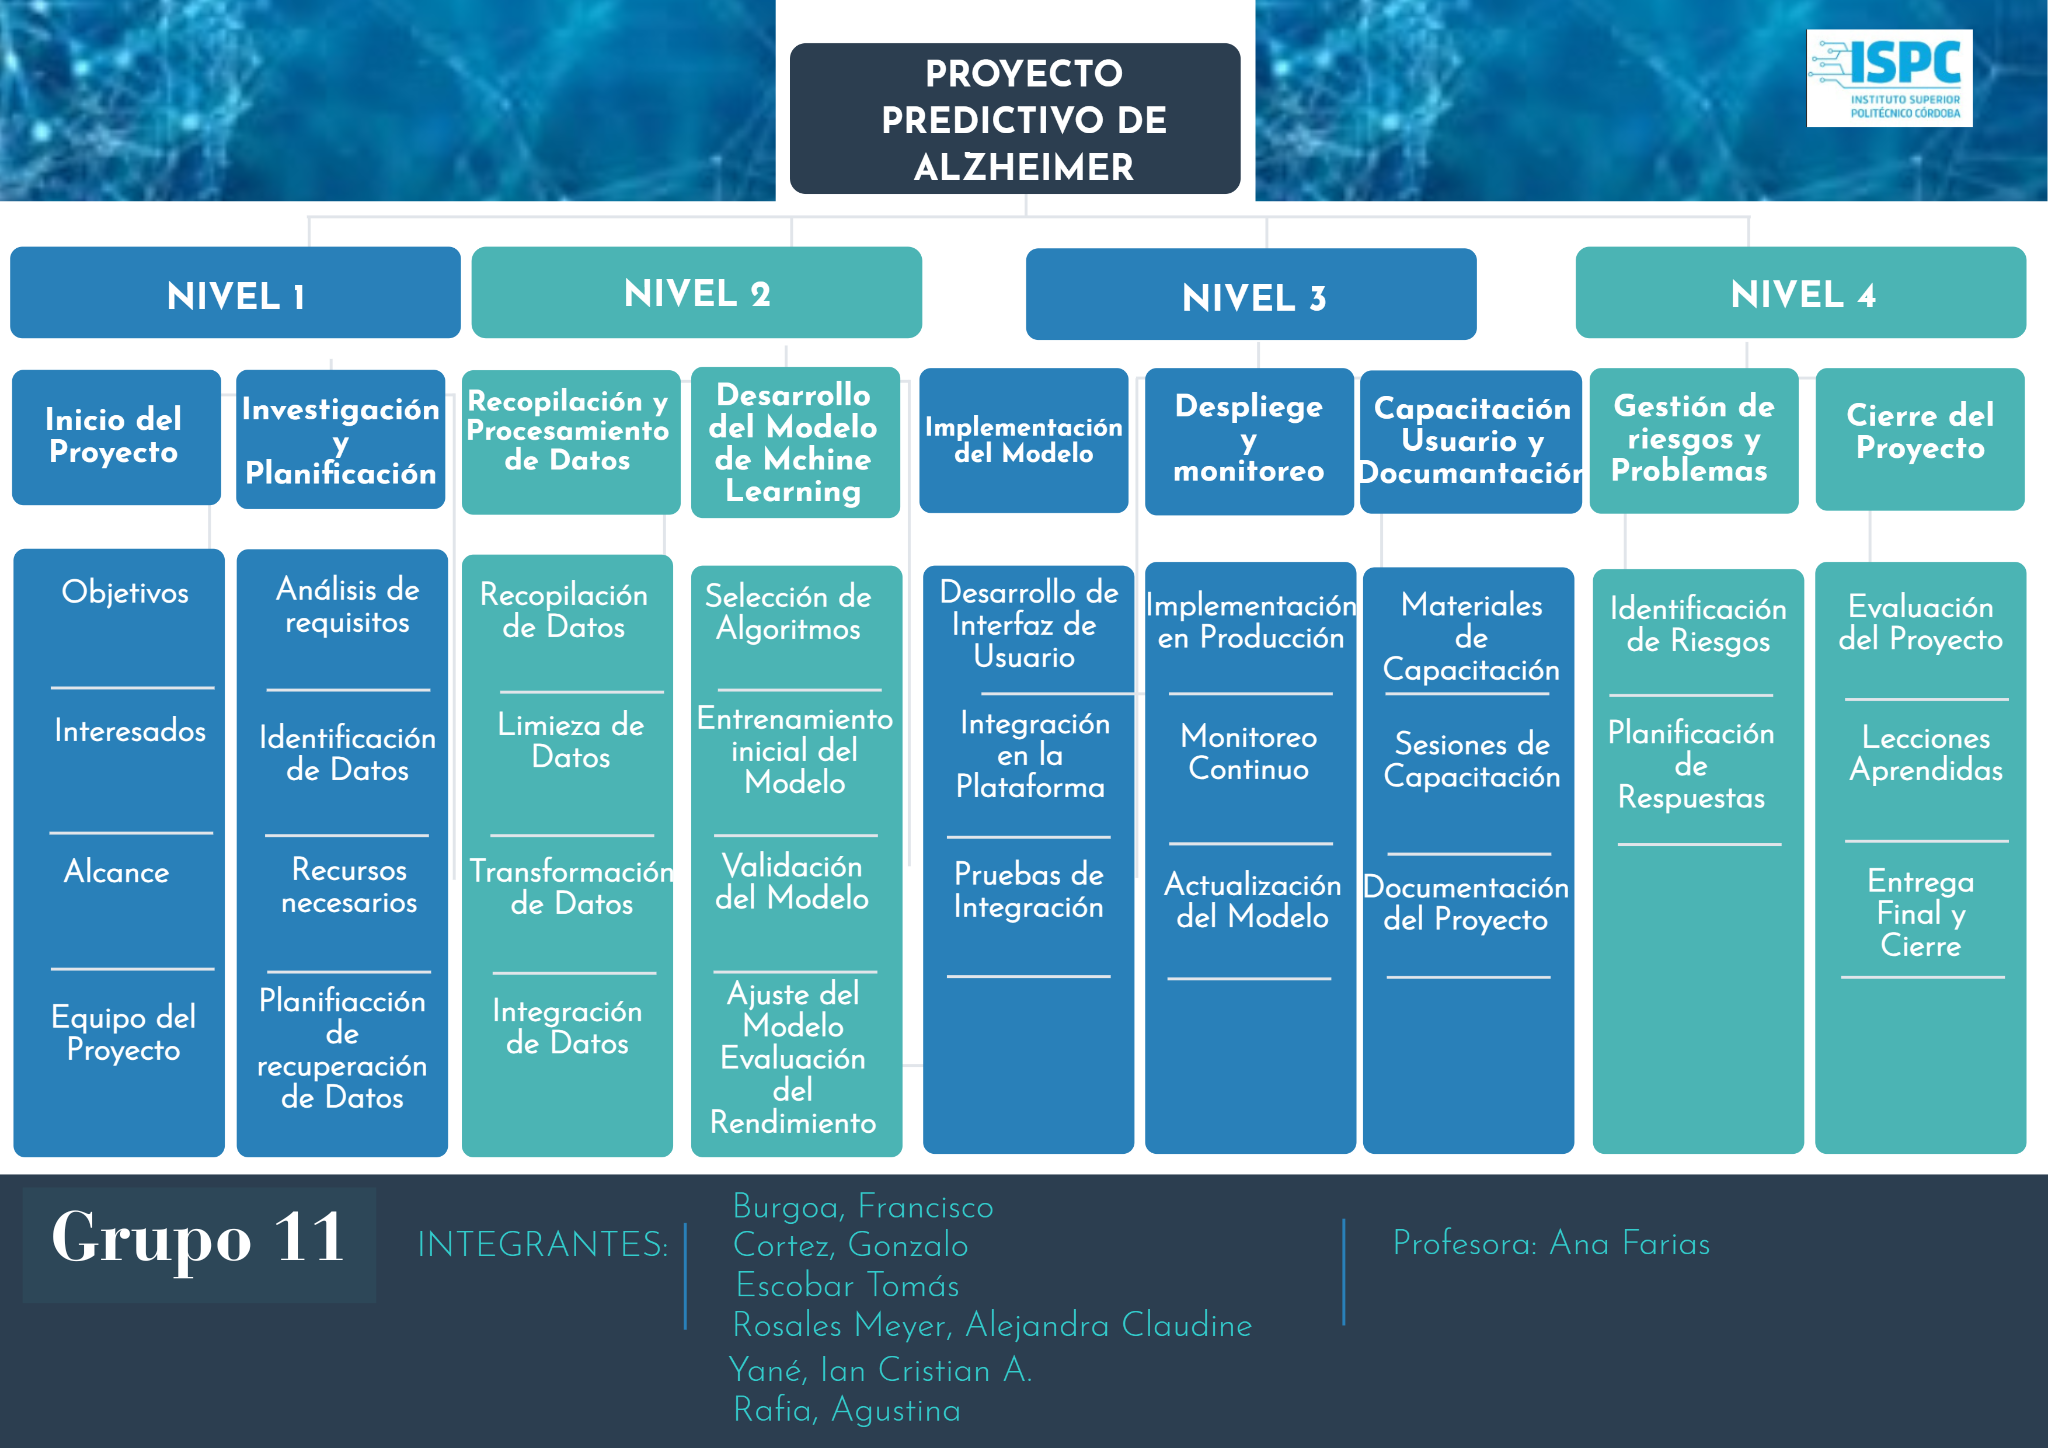 PROYECTO
PREDICTIVO DE
ALZHEIMER
ISPC
INSTITUTO SUPERIOR
POLITÉCNICO CÓRDOBA
NIVEL 1
NIVEL 2
NIVEL 3
NIVEL 4
Inicio del
Proyecto
Investigación
y
Planificación
Recopilación y
Procesamiento
de Datos
Desarrollo
del Modelo
de Mchine
Learning
Implementación
del Modelo
Despliege
y
monitoreo
Capacitación
Usuario y
Documantación
Gestión de
riesgos y
Problemas
Cierre del
Proyecto
Objetivos
Interesados
Alcance
Equipo del
Proyecto
Análisis de
requisitos
Identificación
de Datos
Recursos
necesarios
Planifiacción
de
recuperación
de Datos
Recopilación
de Datos
Limieza de
Datos
Transformación
de Datos
Integración
de Datos
Selección de
Algoritmos
Entrenamiento
inicial del
Modelo
Validación
del Modelo
Ajuste del
Modelo
Evaluación
del
Rendimiento
Desarrollo de
Interfaz de
Usuario
Integración
en la
Plataforma
Pruebas de
Integración
Implementación
en Producción
Monitoreo
Continuo
Actualización
del Modelo
Materiales
de
Capacitación
Sesiones de
Capacitación
Documentación
del Proyecto
Identificación
de Riesgos
Planificación
de
Respuestas
Evaluación
del Proyecto
Lecciones
Aprendidas
Entrega
Final y
Cierre
Grupo 11
INTEGRANTES:
Burgoa, Francisco
Cortez, Gonzalo
Escobar Tomás
Rosales Meyer, Alejandra Claudine
Yané, Ian Cristian A.
Rafia, Agustina
Profesora: Ana Farias